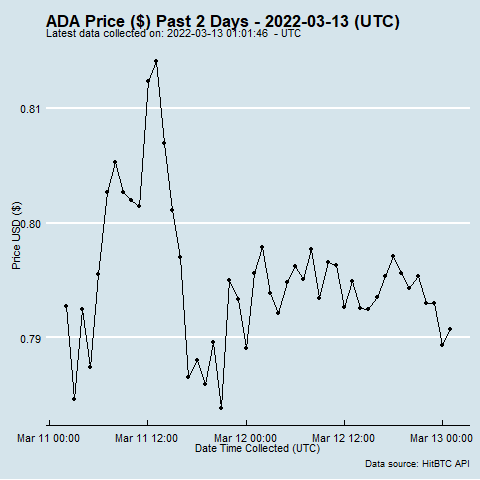 ADA Price ($) Past 2 Days - 2022-03-13 (UTC)
Latest data collected on: 2022-03-13 01:01:46 - UTC
Price USD ($)
0.81
0.80
0.79
Mar 11 00:00 Mar 11 12:00 Mar 12 00:00 Mar 12 12:00 Mar 13 00:00
Date Time Collected (UTC)
Data source: HitBTC API